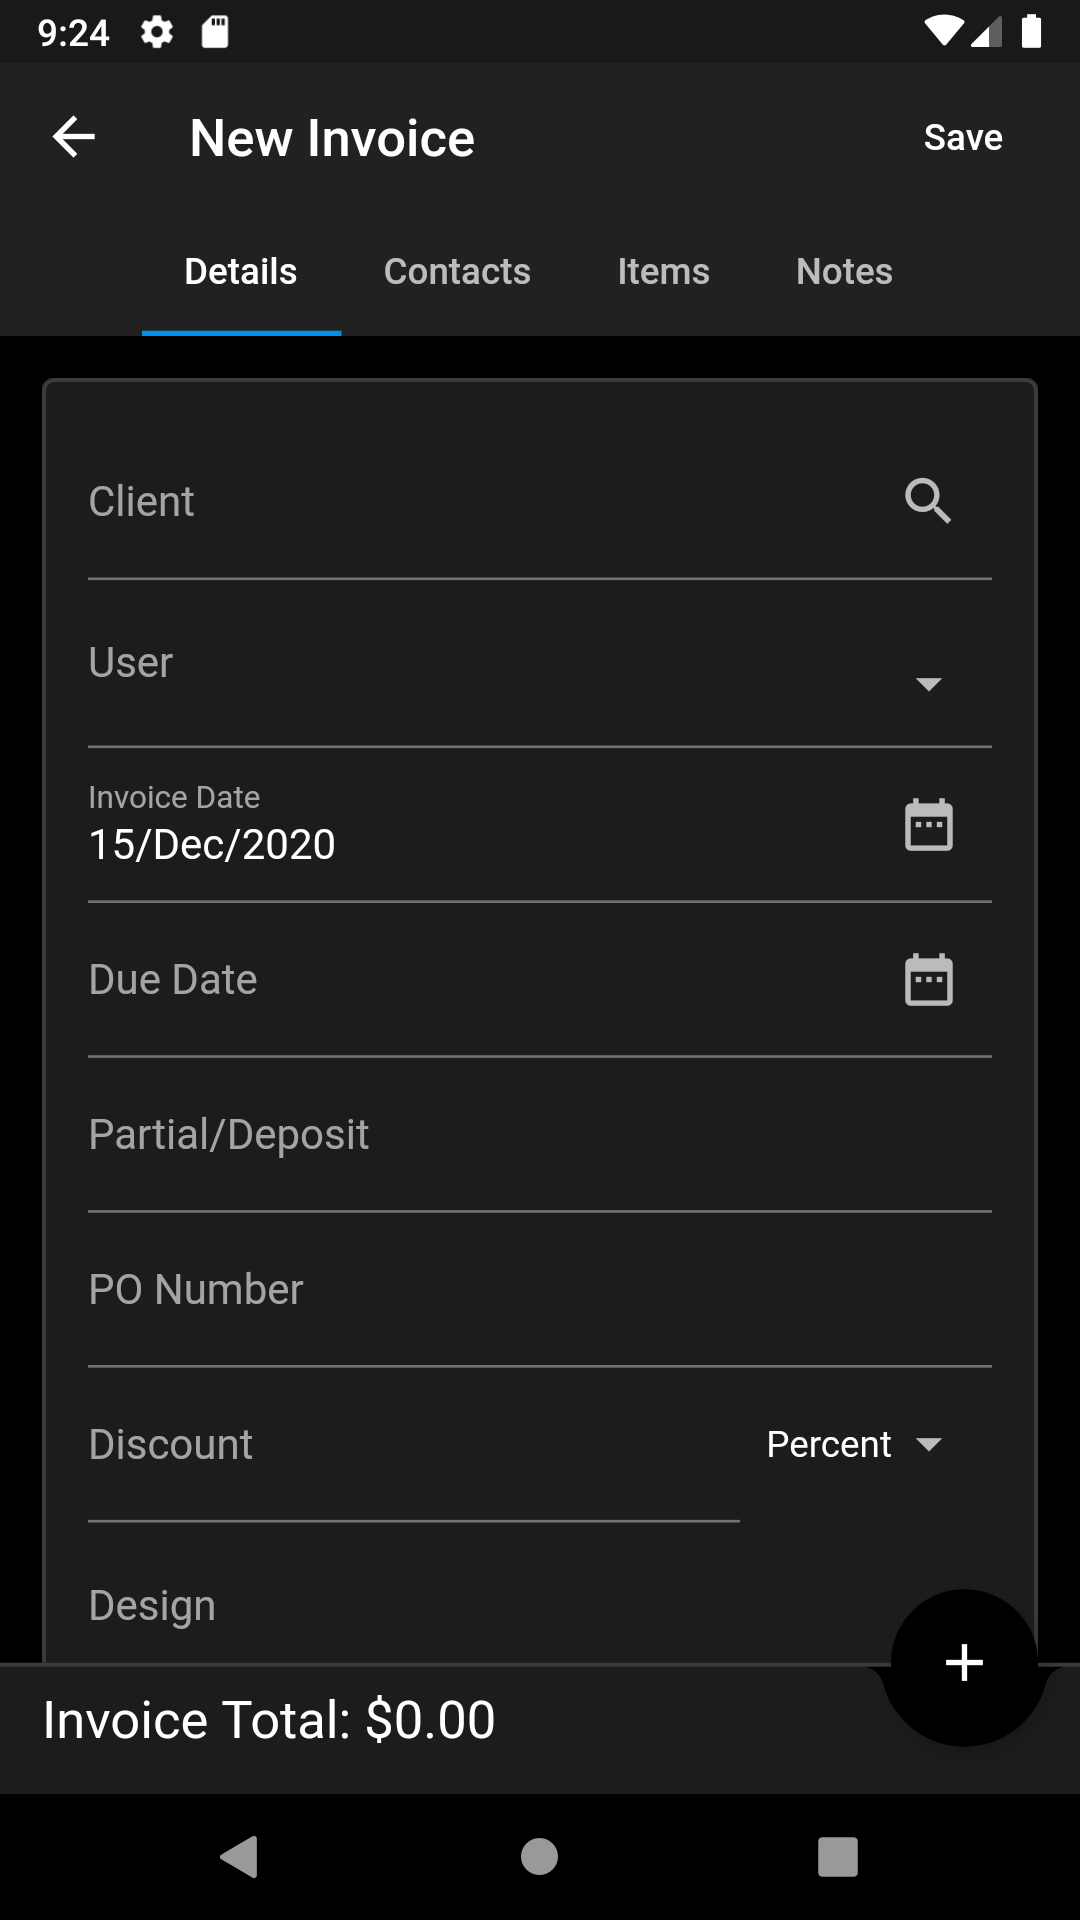 9:24
New Invoice
Save
Details Contacts Items Notes
Client
User
Invoice Date
15/Dec/2020
Due Date
Partial/Deposit
PO Number
Discount Percent
Design
Invoice Total: $0.00